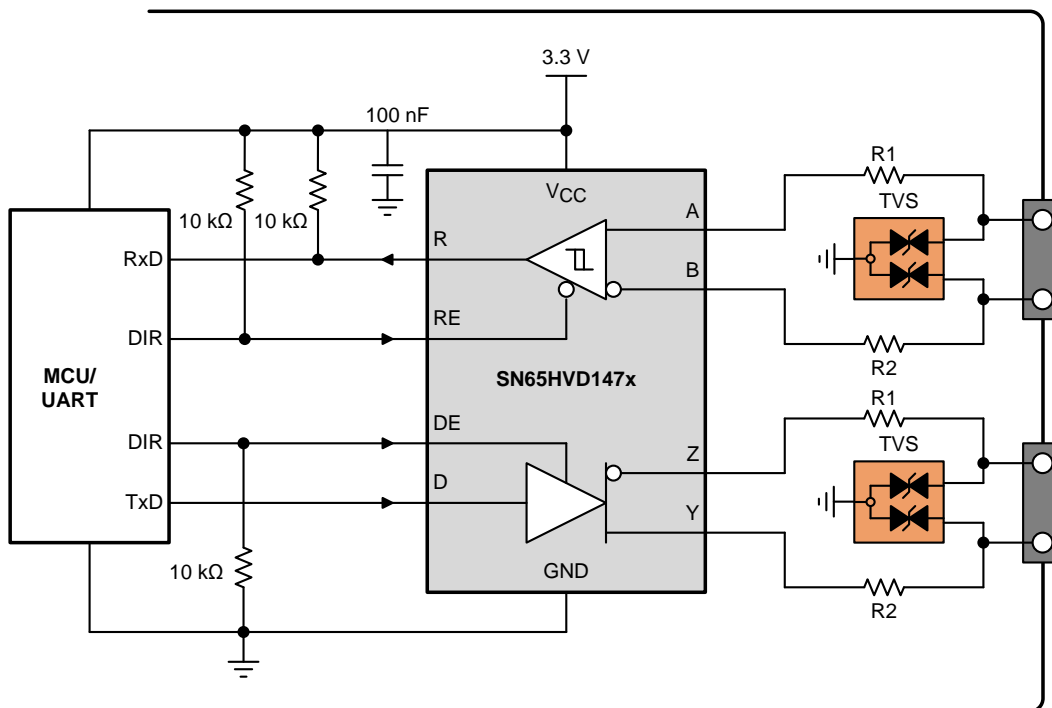 3.3 V
100 nF
10 kΩ
10 kΩ
VCC
R1
TVS
A
R
RxD
B
RE
DIR
R2
MCU/
UART
SN65HVD147x
R1
DE
DIR
TVS
Z
D
TxD
Y
10 kΩ
GND
R2